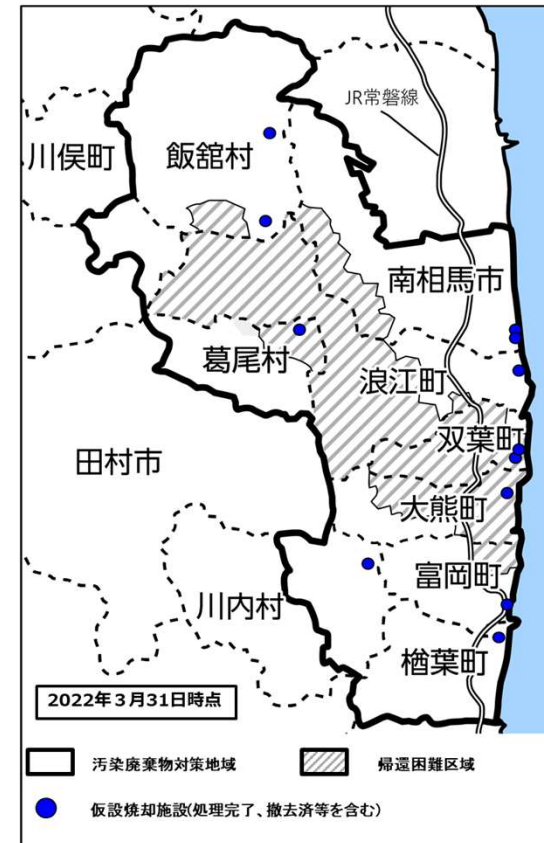 JR常磐線
川俣町
飯舘村
南相馬市
葛尾村
浪江町
双葉町
田村市
大熊町
富岡町
川内村
楢葉町
2022年3月31日時点
汚染廃棄物対策地域
帰還困難区域
仮設焼却施設(処理完了、撤去済等を含む)